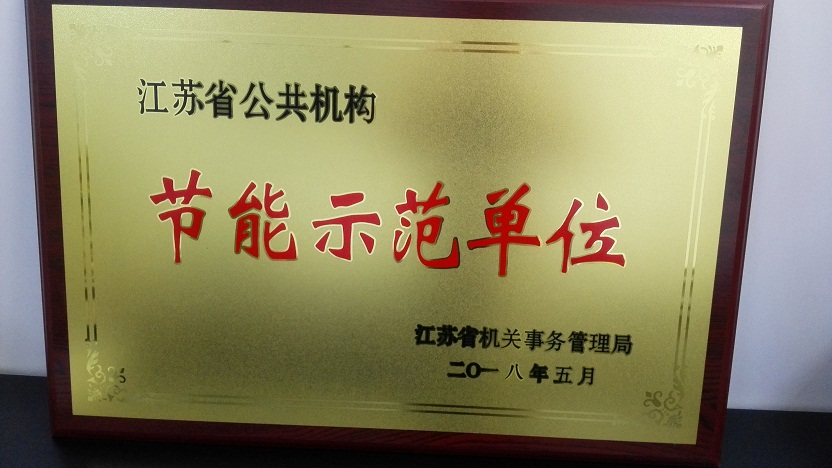 江苏省公共机构
节能示范单位
江苏省机关事务管理局
二〇一八年五月